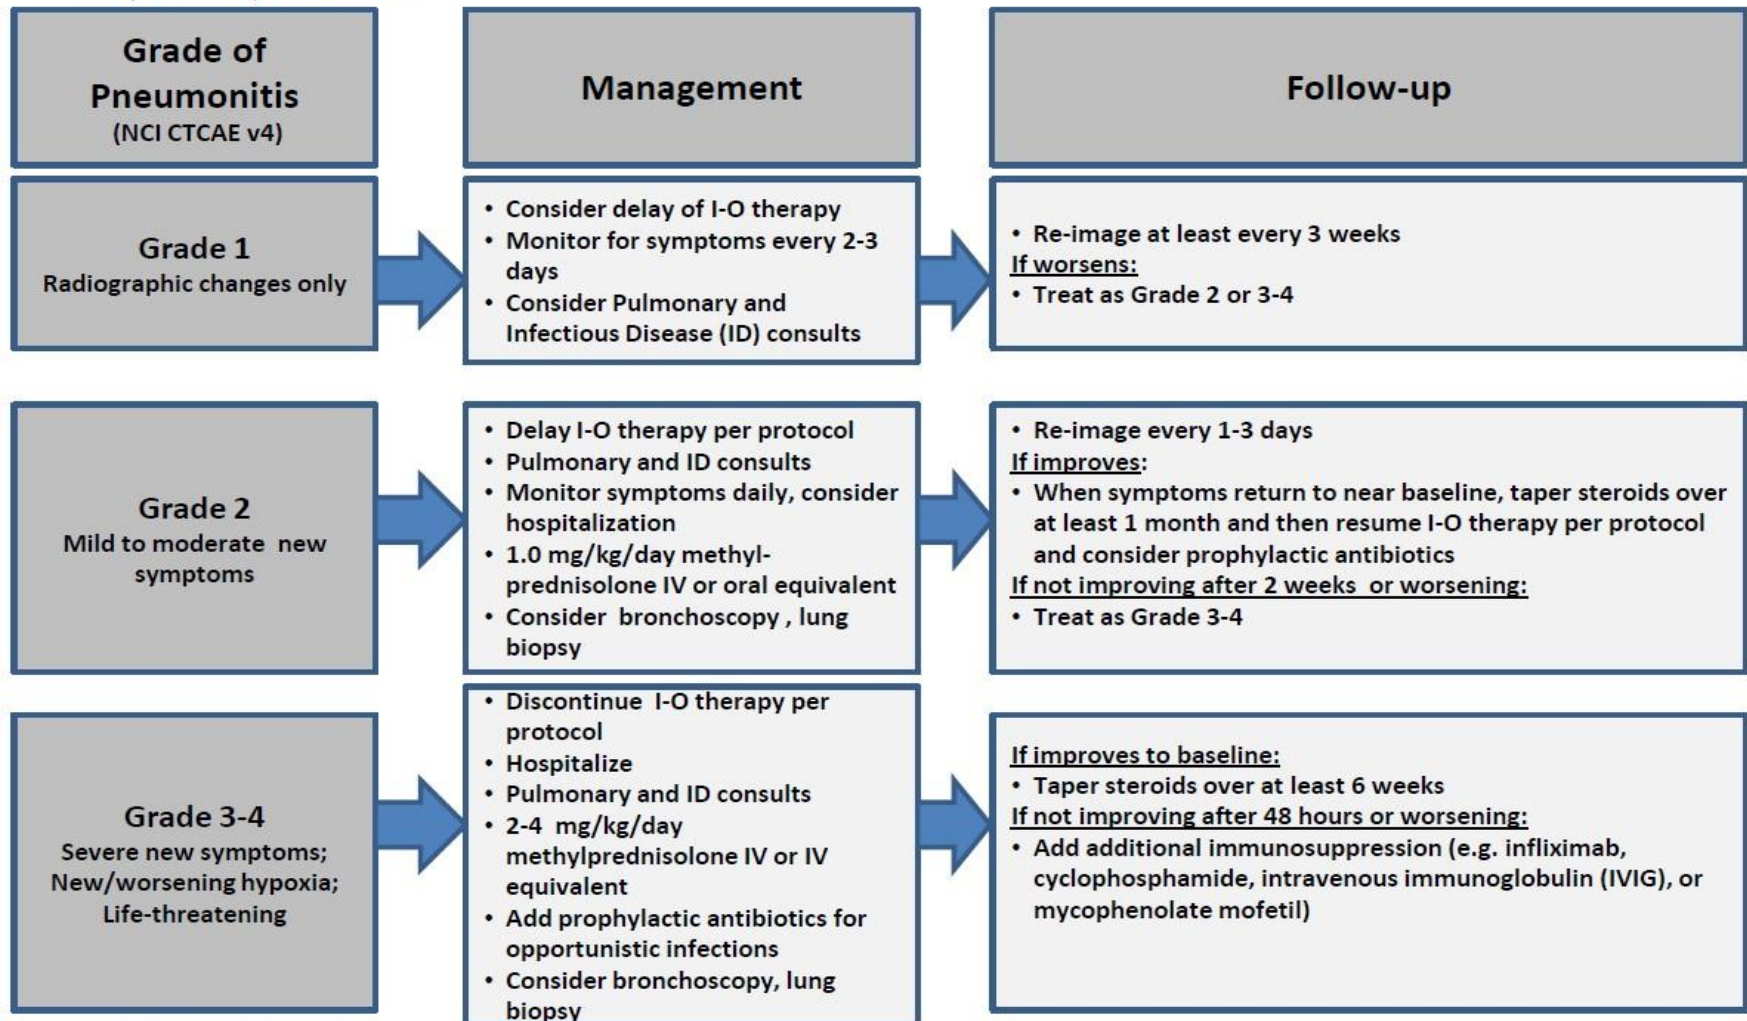 Grade of
Pneumonitis
(NCI CTCAE v4)
Management
Follow-up
Grade 1
Radiographic changes only
• Consider delay of I-O therapy
• Monitor for symptoms every 2-3
days
• Consider Pulmonary and
Infectious Disease (ID) consults
• Re-image at least every 3 weeks
If worsens:
• Treat as Grade 2 or 3-4
Grade 2
Mild to moderate new
symptoms
• Delay I-O therapy per protocol
• Pulmonary and ID consults
• Monitor symptoms daily, consider
hospitalization
• 1.0 mg/kg/day methyl-
prednisolone IV or oral equivalent
• Consider bronchoscopy , lung
biopsy
• Re-image every 1-3 days
If improves:
• When symptoms return to near baseline, taper steroids over
at least 1 month and then resume I-O therapy per protocol
and consider prophylactic antibiotics
If not improving after 2 weeks or worsening:
• Treat as Grade 3-4
Grade 3-4
Severe new symptoms;
New/worsening hypoxia;
Life-threatening
• Discontinue I-O therapy per
protocol
• Hospitalize
• Pulmonary and ID consults
• 2-4 mg/kg/day
methylprednisolone IV or IV
equivalent
• Add prophylactic antibiotics for
opportunistic infections
• Consider bronchoscopy, lung
biopsy
If improves to baseline:
• Taper steroids over at least 6 weeks
If not improving after 48 hours or worsening:
• Add additional immunosuppression (e.g. infliximab,
cyclophosphamide, intravenous immunoglobulin (IVIG), or
mycophenolate mofetil)